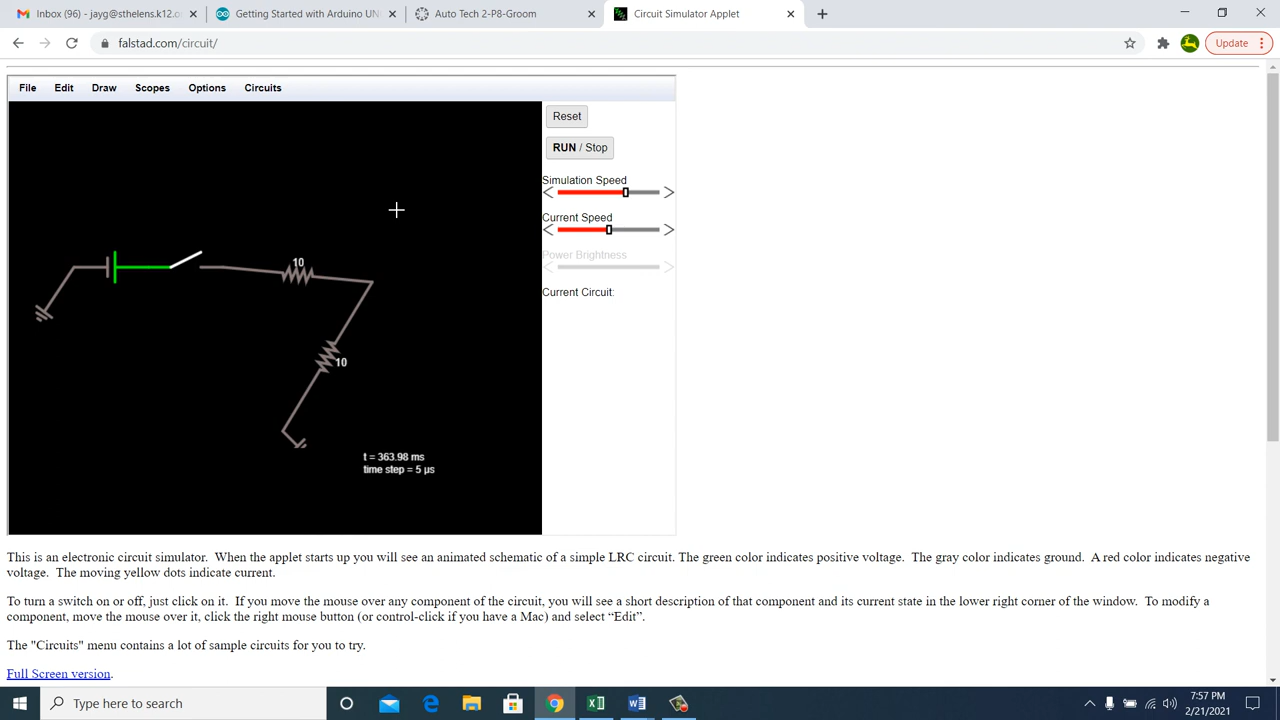 Inbox (96) - jayg@sthelens.k12.o
Getting Started with Arduino UN
Auto Tech 2-P8-Groom
Circuit Simulator Applet
falstad.com/circuit/
Update
File Edit Draw Scopes Options Circuits
Reset
RUN / Stop
Simulation Speed
Current Speed
Power Brightness
Current Circuit:
10
10
t = 363.98 ms
time step = 5 µs
This is an electronic circuit simulator. When the applet starts up you will see an animated schematic of a simple LRC circuit. The green color indicates positive voltage. The gray color indicates ground. A red color indicates negative
voltage. The moving yellow dots indicate current.
To turn a switch on or off, just click on it. If you move the mouse over any component of the circuit, you will see a short description of that component and its current state in the lower right corner of the window. To modify a
component, move the mouse over it, click the right mouse button (or control-click if you have a Mac) and select “Edit”.
The "Circuits" menu contains a lot of sample circuits for you to try.
Full Screen version.
Type here to search
7:57 PM
2/21/2021